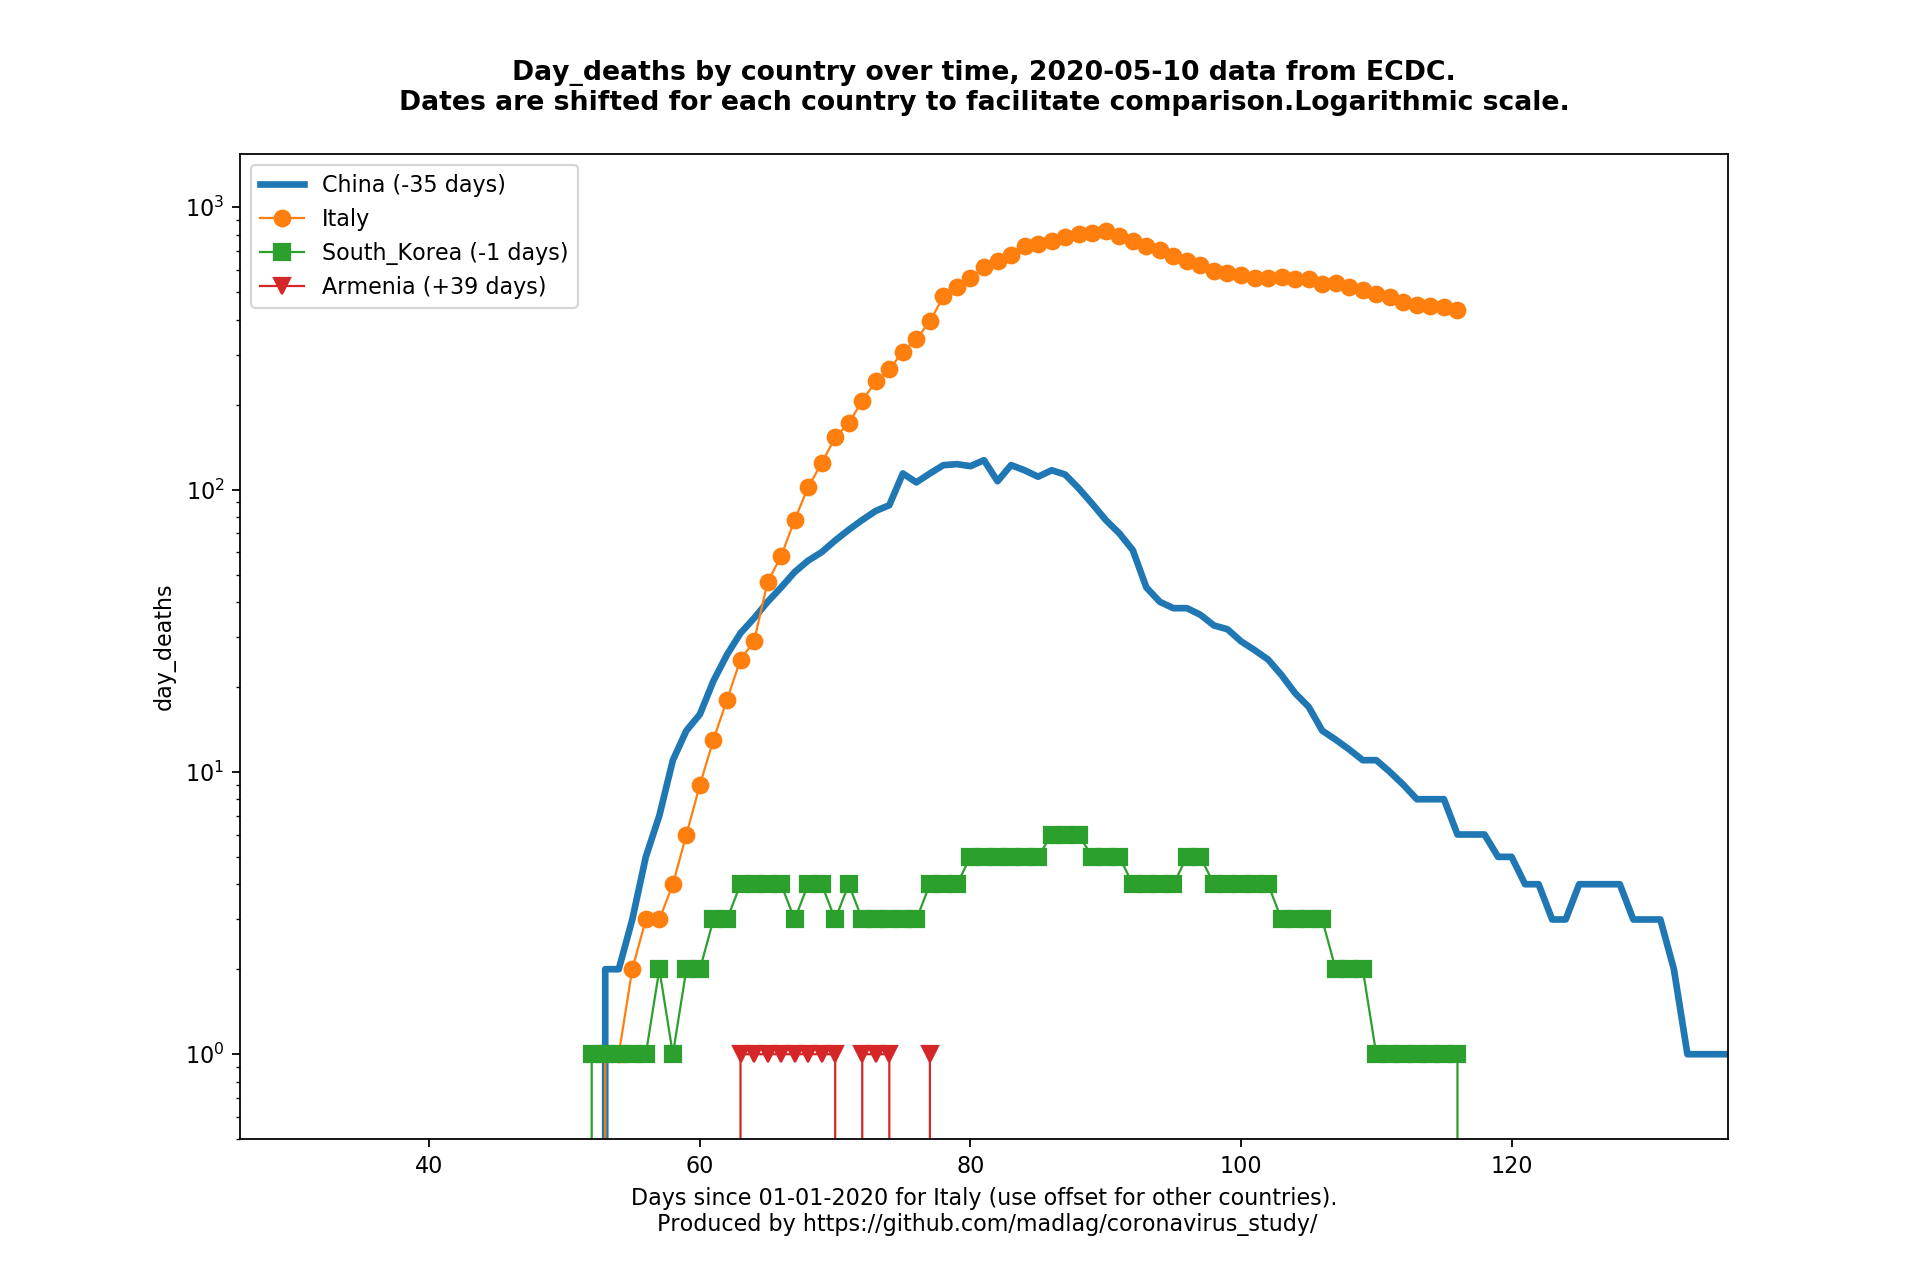 Day_deaths by country over time, 2020-05-10 data from ECDC.
Dates are shifted for each country to facilitate comparison.Logarithmic scale.
China (-35 days)
Italy
South_Korea (-1 days)
Armenia (+39 days)
10³
10²
10¹
10⁰
day_deaths
40 60 80 100 120
Days since 01-01-2020 for Italy (use offset for other countries).
Produced by https://github.com/madlag/coronavirus_study/